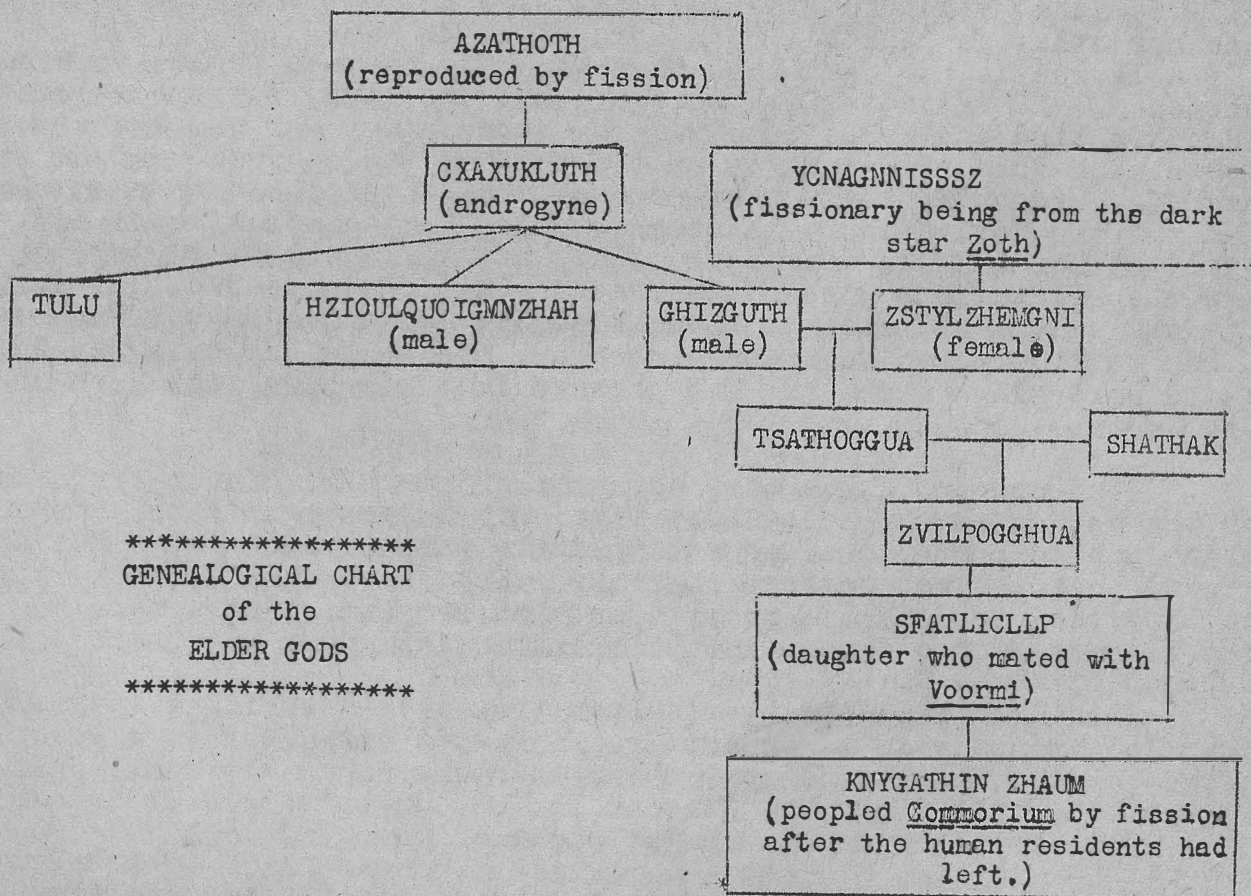 AZATHOTH
(reproduced by fission)
CXAXUKLUTH
(androgyne)
YCNAGNNISSSZ
(fissionary being from the dark
star Zoth)
TULU
HZIOULQUOIGMNZHAH
(male)
GHIZGUTH
(male)
ZSTYLZHEMGNI
(female)
TSATHOGGUA
SHATHAK
ZVILPOGGHUA
SFATLICLLP
(daughter who mated with
Voormi)
KNYGATHIN ZHAUM
(peopled Commorium by fission
after the human residents had
left.)
******************
GENEALOGICAL CHART
of the
ELDER GODS
******************